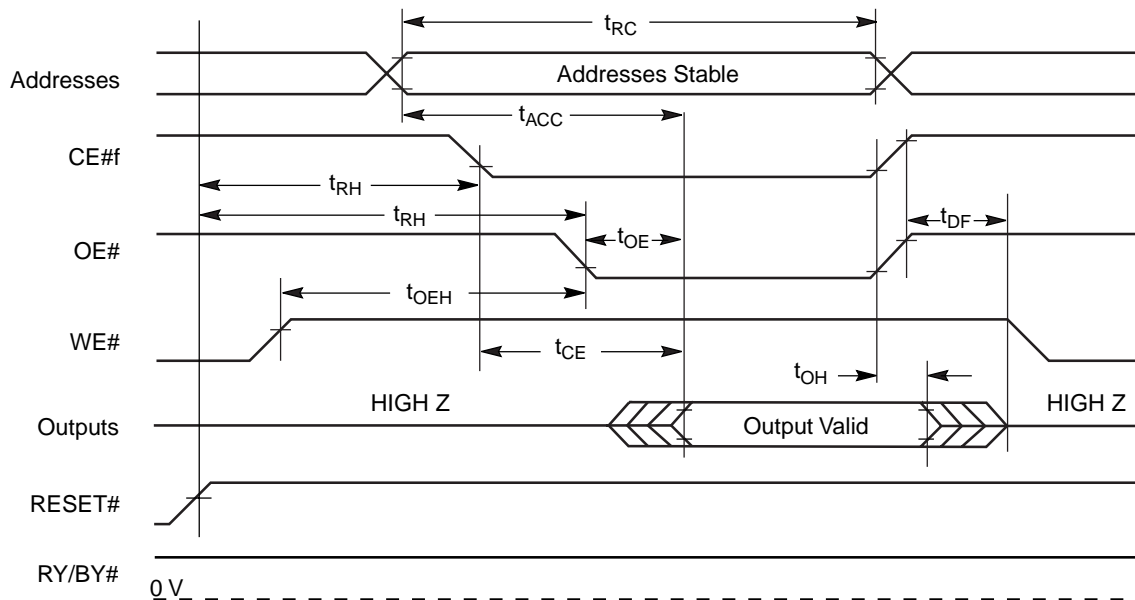 tRC
Addresses
Addresses Stable
tACC
CE#f
tRH
tRH
tOE
tDF
OE#
tOEH
WE#
tCE
tOH
HIGH Z
HIGH Z
Outputs
Output Valid
RESET#
RY/BY#
0 V